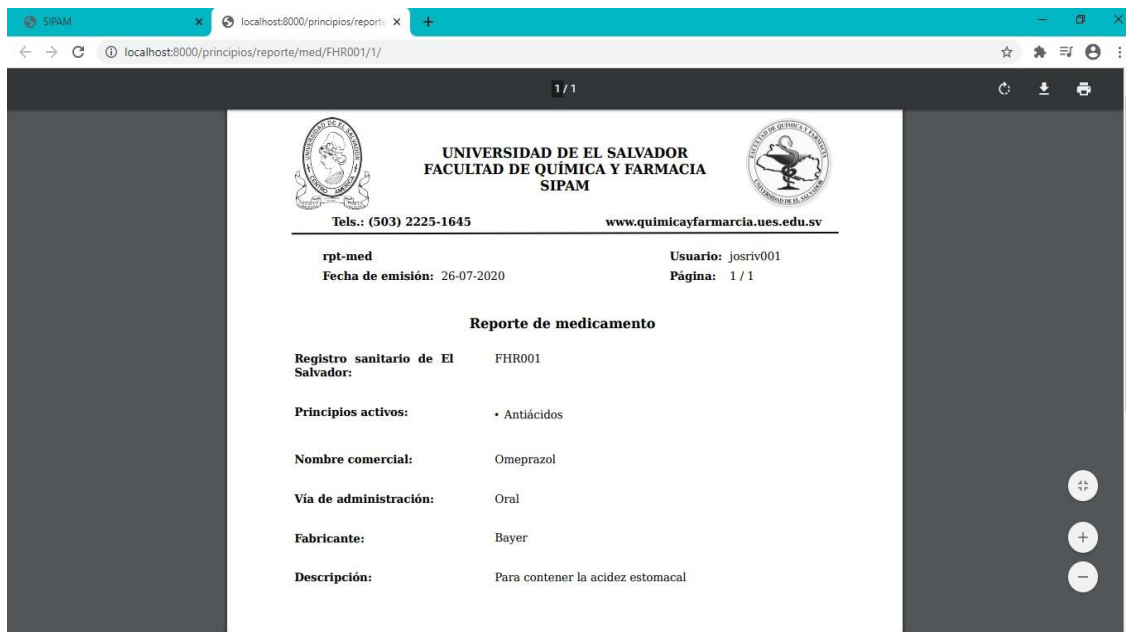 SIPAM
localhost:8000/principios/reporte
localhost:8000/principios/reporte/med/FHR001/1/
1 / 1
UNIVERSIDAD DE EL SALVADOR
FACULTAD DE QUÍMICA Y FARMACIA
SIPAM
Tels.: (503) 2225-1645 www.quimicayfarmarcia.ues.edu.sv
rpt-med Usuario: josriv001
Fecha de emisión: 26-07-2020 Página: 1 / 1
Reporte de medicamento
Registro sanitario de El FHR001
Salvador:
Principios activos: • Antiácidos
Nombre comercial: Omeprazol
Vía de administración: Oral
Fabricante: Bayer
Descripción: Para contener la acidez estomacal